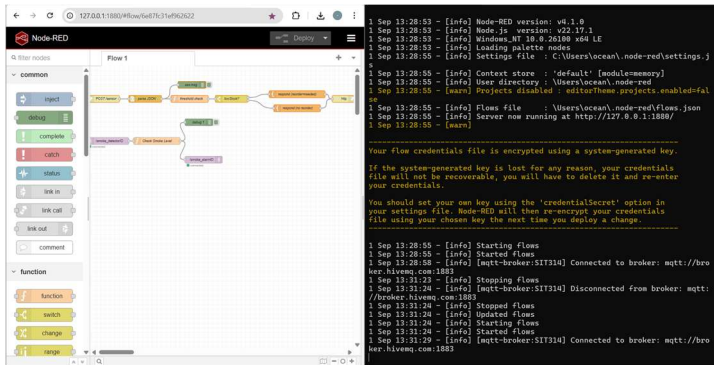 127.0.0.1:1880/#flow/6e87fc31ef962622
Node-RED
Deploy
filter nodes
Flow 1
common
inject
debug
complete
catch
status
link in
link call
link out
comment
function
function
switch
change
range
debug 1
Check Smoke Level
http
1 Sep 13:28:53 - [info] Node-RED version: v4.1.0
1 Sep 13:28:53 - [info] Node.js  version: v22.17.1
1 Sep 13:28:53 - [info] Windows_NT 10.0.26100 x64 LE
1 Sep 13:28:53 - [info] Loading palette nodes
1 Sep 13:28:55 - [info] Settings file  : C:\Users\ocean\.node-red\settings.j
s
1 Sep 13:28:55 - [info] Context store  : 'default' [module=memory]
1 Sep 13:28:55 - [info] User directory : \Users\ocean\.node-red
1 Sep 13:28:55 - [warn] Projects disabled : editorTheme.projects.enabled=fal
se
1 Sep 13:28:55 - [info] Flows file     : \Users\ocean\.node-red\flows.json
1 Sep 13:28:55 - [info] Server now running at http://127.0.0.1:1880/
1 Sep 13:28:55 - [warn]
---------------------------------------------------------------------
Your flow credentials file is encrypted using a system-generated key.
If the system-generated key is lost for any reason, your credentials
file will not be recoverable, you will have to delete it and re-enter
your credentials.
You should set your own key using the 'credentialSecret' option in
your settings file. Node-RED will then re-encrypt your credentials
file using your chosen key the next time you deploy a change.
---------------------------------------------------------------------
1 Sep 13:28:55 - [info] Starting flows
1 Sep 13:28:55 - [info] Started flows
1 Sep 13:28:58 - [info] [mqtt-broker:SIT314] Connected to broker: mqtt://bro
ker.hivemq.com:1883
1 Sep 13:31:23 - [info] Stopping flows
1 Sep 13:31:24 - [info] [mqtt-broker:SIT314] Disconnected from broker: mqtt:
//broker.hivemq.com:1883
1 Sep 13:31:24 - [info] Stopped flows
1 Sep 13:31:24 - [info] Updated flows
1 Sep 13:31:24 - [info] Starting flows
1 Sep 13:31:24 - [info] Started flows
1 Sep 13:31:29 - [info] [mqtt-broker:SIT314] Connected to broker: mqtt://bro
ker.hivemq.com:1883